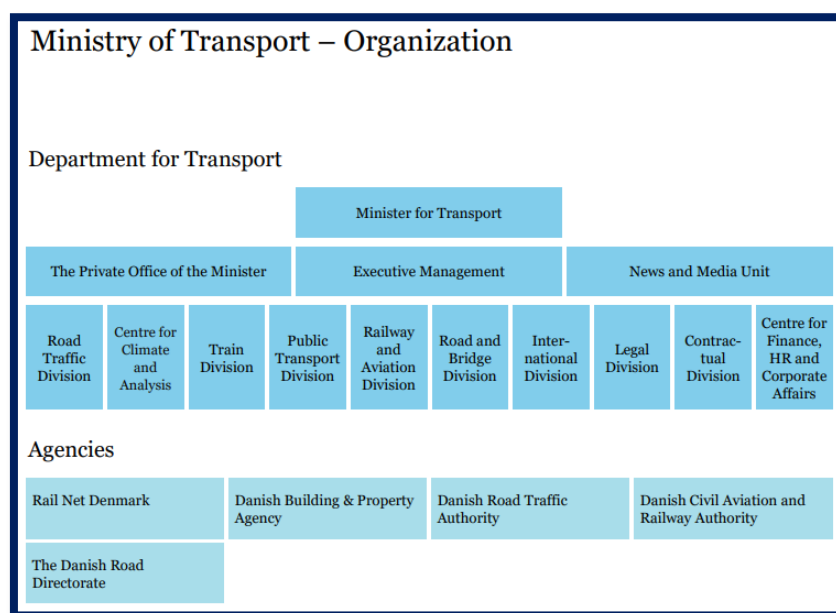 Ministry of Transport – Organization
Department for Transport
Minister for Transport
The Private Office of the Minister
Executive Management
News and Media Unit
Road
Traffic
Division
Centre for
Climate
and
Analysis
Train
Division
Public
Transport
Division
Railway
and
Aviation
Division
Road and
Bridge
Division
Inter-
national
Division
Legal
Division
Contrac-
tual
Division
Centre for
Finance,
HR and
Corporate
Affairs
Agencies
Rail Net Denmark
Danish Building & Property
Agency
Danish Road Traffic
Authority
Danish Civil Aviation and
Railway Authority
The Danish Road
Directorate